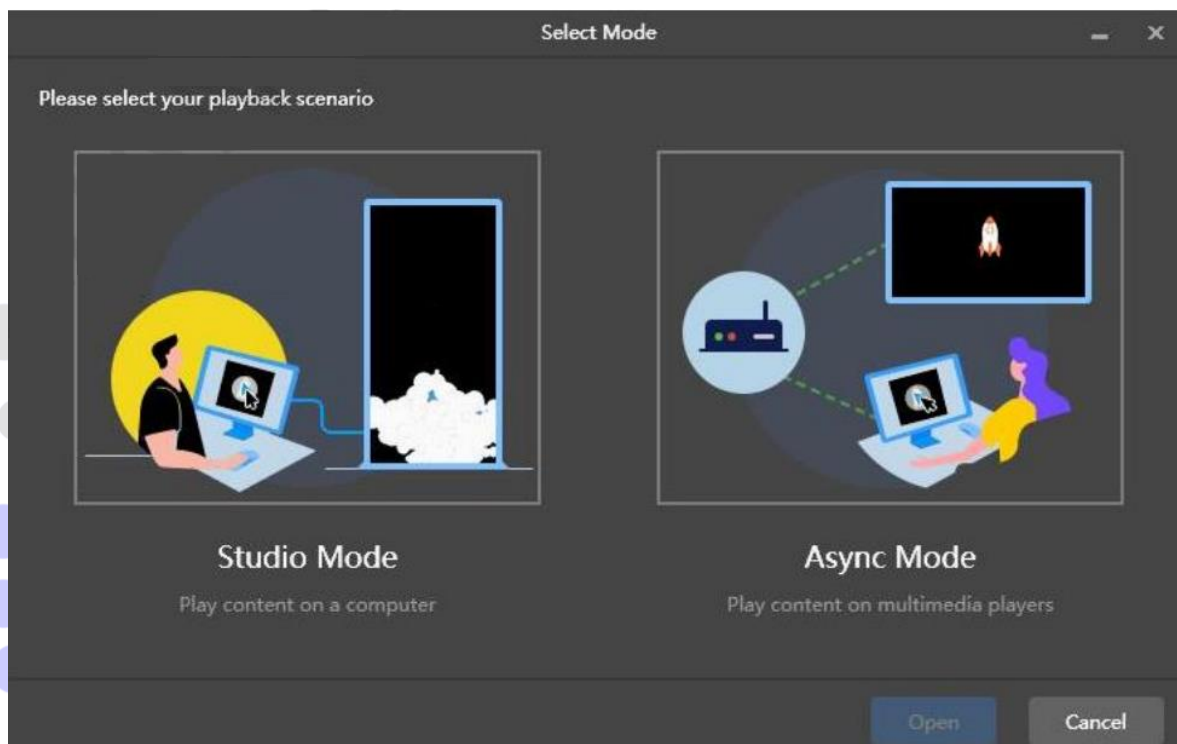 Select Mode
Please select your playback scenario
Studio Mode
Async Mode
Play content on a computer
Play content on multimedia players
Open
Cancel